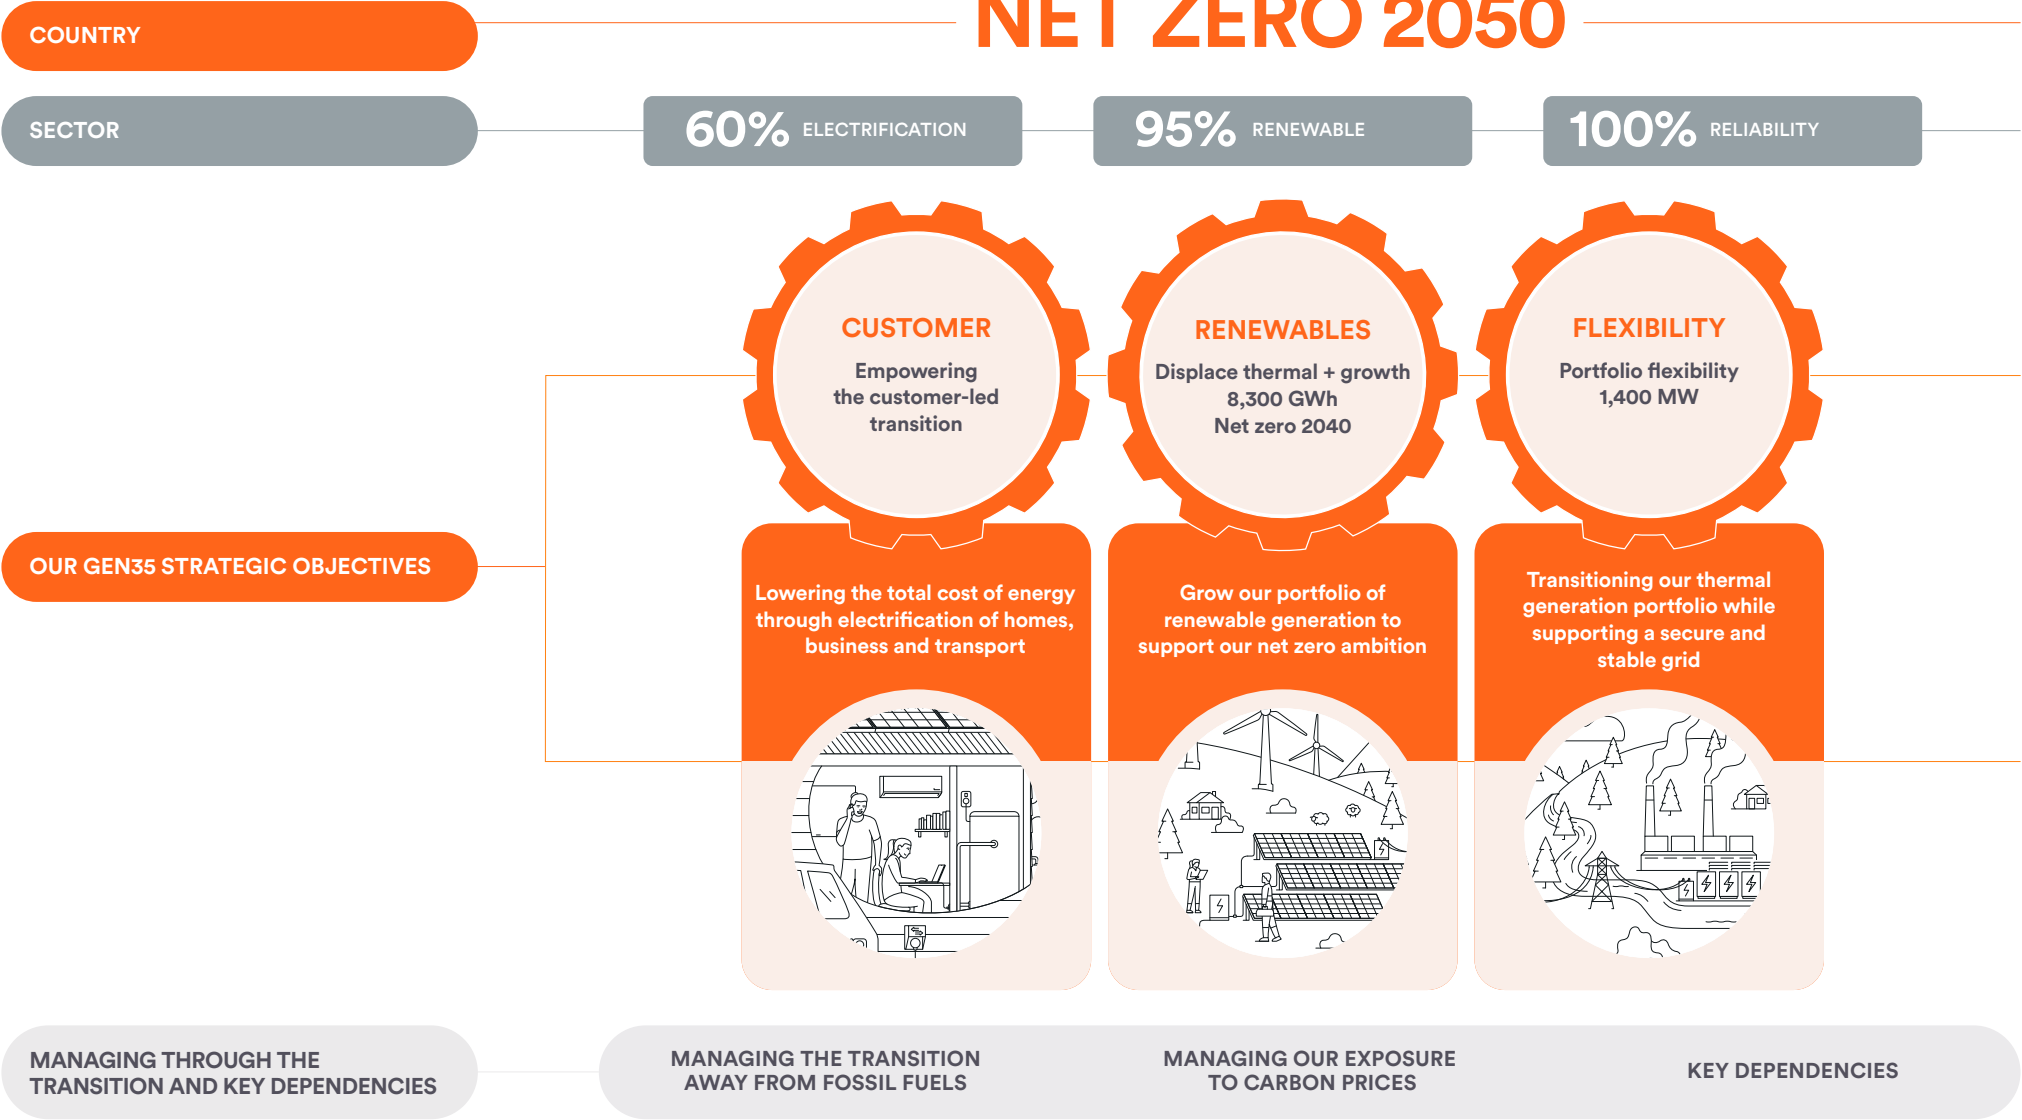 COUNTRY
NET ZERO 2050
SECTOR
60% ELECTRIFICATION
95% RENEWABLE
100% RELIABILITY
OUR GEN35 STRATEGIC OBJECTIVES
CUSTOMER
Empowering
the customer-led
transition
Lowering the total cost of energy
through electrification of homes,
business and transport
RENEWABLES
Displace thermal + growth
8,300 GWh
Net zero 2040
Grow our portfolio of
renewable generation to
support our net zero ambition
FLEXIBILITY
Portfolio flexibility
1,400 MW
Transitioning our thermal
generation portfolio while
supporting a secure and
stable grid
MANAGING THROUGH THE
TRANSITION AND KEY DEPENDENCIES
MANAGING THE TRANSITION
AWAY FROM FOSSIL FUELS
MANAGING OUR EXPOSURE
TO CARBON PRICES
KEY DEPENDENCIES